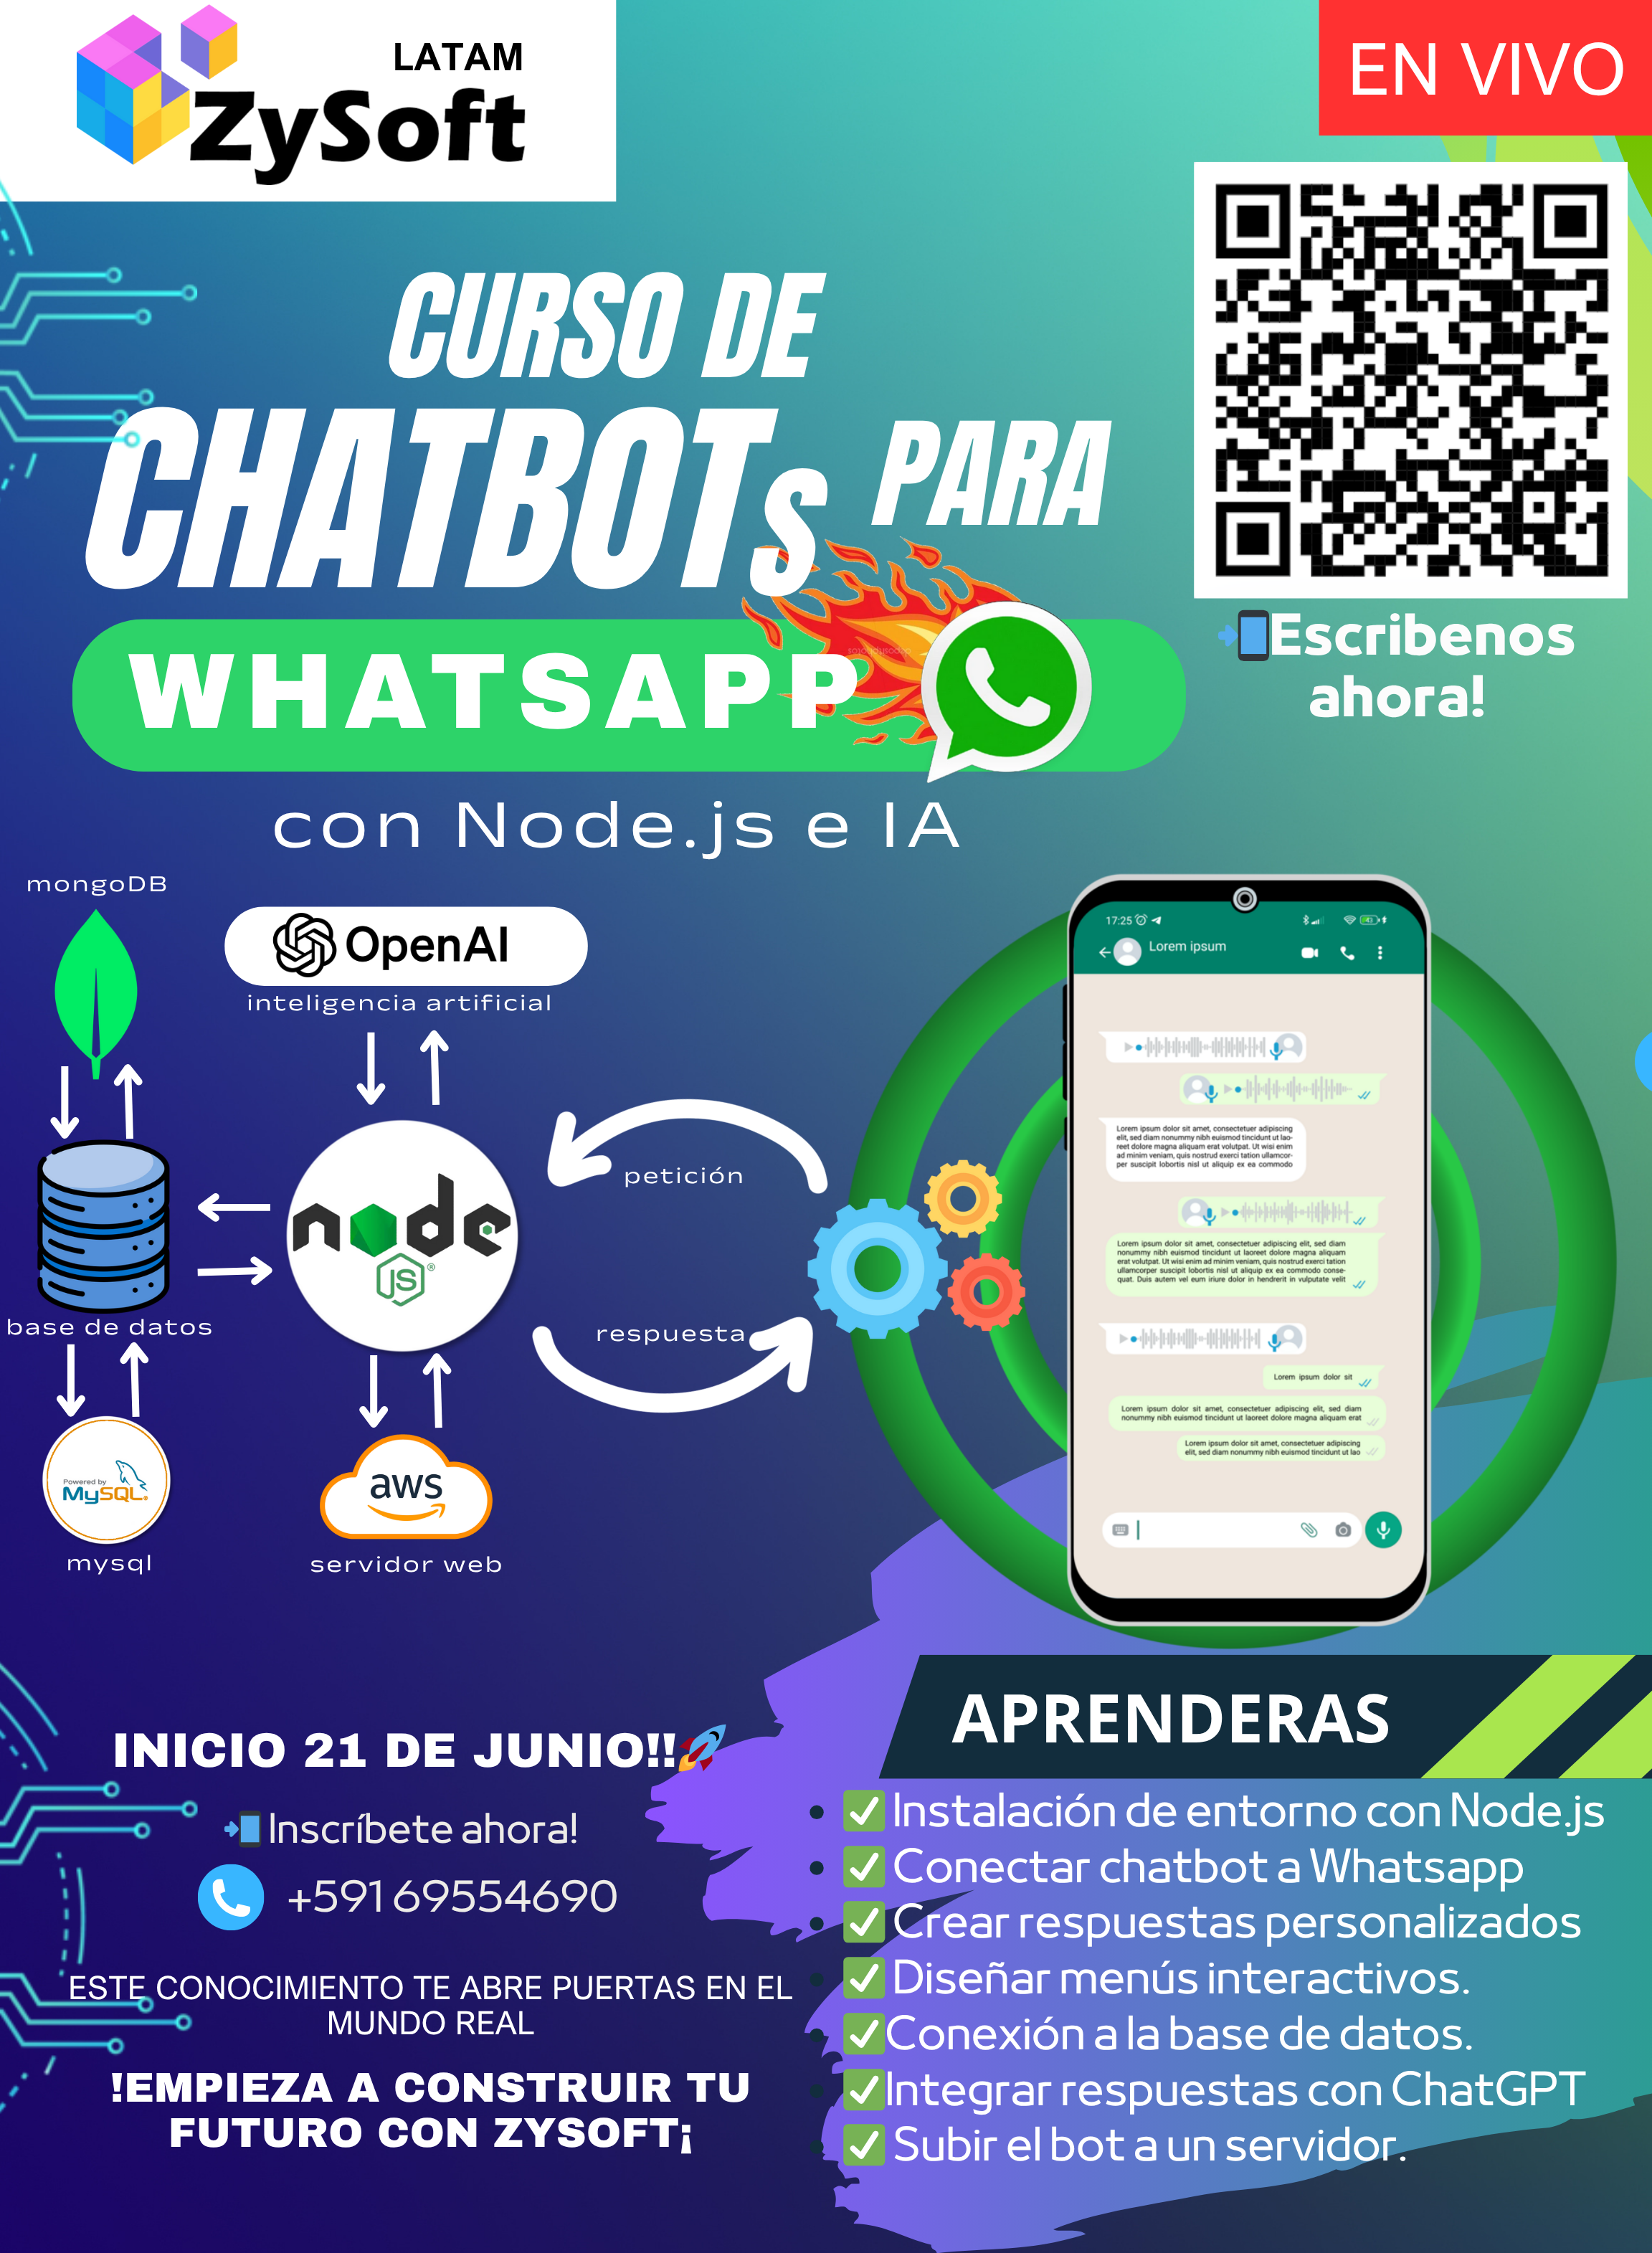 LATAM
ZySoft
EN VIVO
CURSO DE
CHATBOTs PARA
WHATSAPP
con Node.js e IA
Escribenos
ahora!
mongoDB
OpenAI
inteligencia artificial
petición
node
JS®
respuesta
base de datos
Powered by
MySQL®
mysql
aws
servidor web
17:25
Lorem ipsum
Lorem ipsum dolor sit amet, consectetuer adipiscing
elit, sed diam nonummy nibh euismod tincidunt ut lao-
reet dolore magna aliquam erat volutpat. Ut wisi enim
ad minim veniam, quis nostrud exerci tation ullamcor-
per suscipit lobortis nisl ut aliquip ex ea commodo
Lorem ipsum dolor sit amet, consectetuer adipiscing elit, sed diam
nonummy nibh euismod tincidunt ut laoreet dolore magna aliquam
erat volutpat. Ut wisi enim ad minim veniam, quis nostrud exerci tation
ullamcorper suscipit lobortis nisl ut aliquip ex ea commodo conse-
quat. Duis autem vel eum iriure dolor in hendrerit in vulputate velit
Lorem ipsum dolor sit
Lorem ipsum dolor sit amet, consectetuer adipiscing elit, sed diam
nonummy nibh euismod tincidunt ut laoreet dolore magna aliquam erat
Lorem ipsum dolor sit amet, consectetuer adipiscing
elit, sed diam nonummy nibh euismod tincidunt ut lao
INICIO 21 DE JUNIO!!
Inscríbete ahora!
+591 69554690
ESTE CONOCIMIENTO TE ABRE PUERTAS EN EL
MUNDO REAL
!EMPIEZA A CONSTRUIR TU
FUTURO CON ZYSOFT¡
APRENDERAS
• ✅ Instalación de entorno con Node.js
• ✅ Conectar chatbot a Whatsapp
• ✅ Crear respuestas personalizados
• ✅ Diseñar menús interactivos.
• ✅Conexión a la base de datos.
• ✅Integrar respuestas con ChatGPT
• ✅ Subir el bot a un servidor.